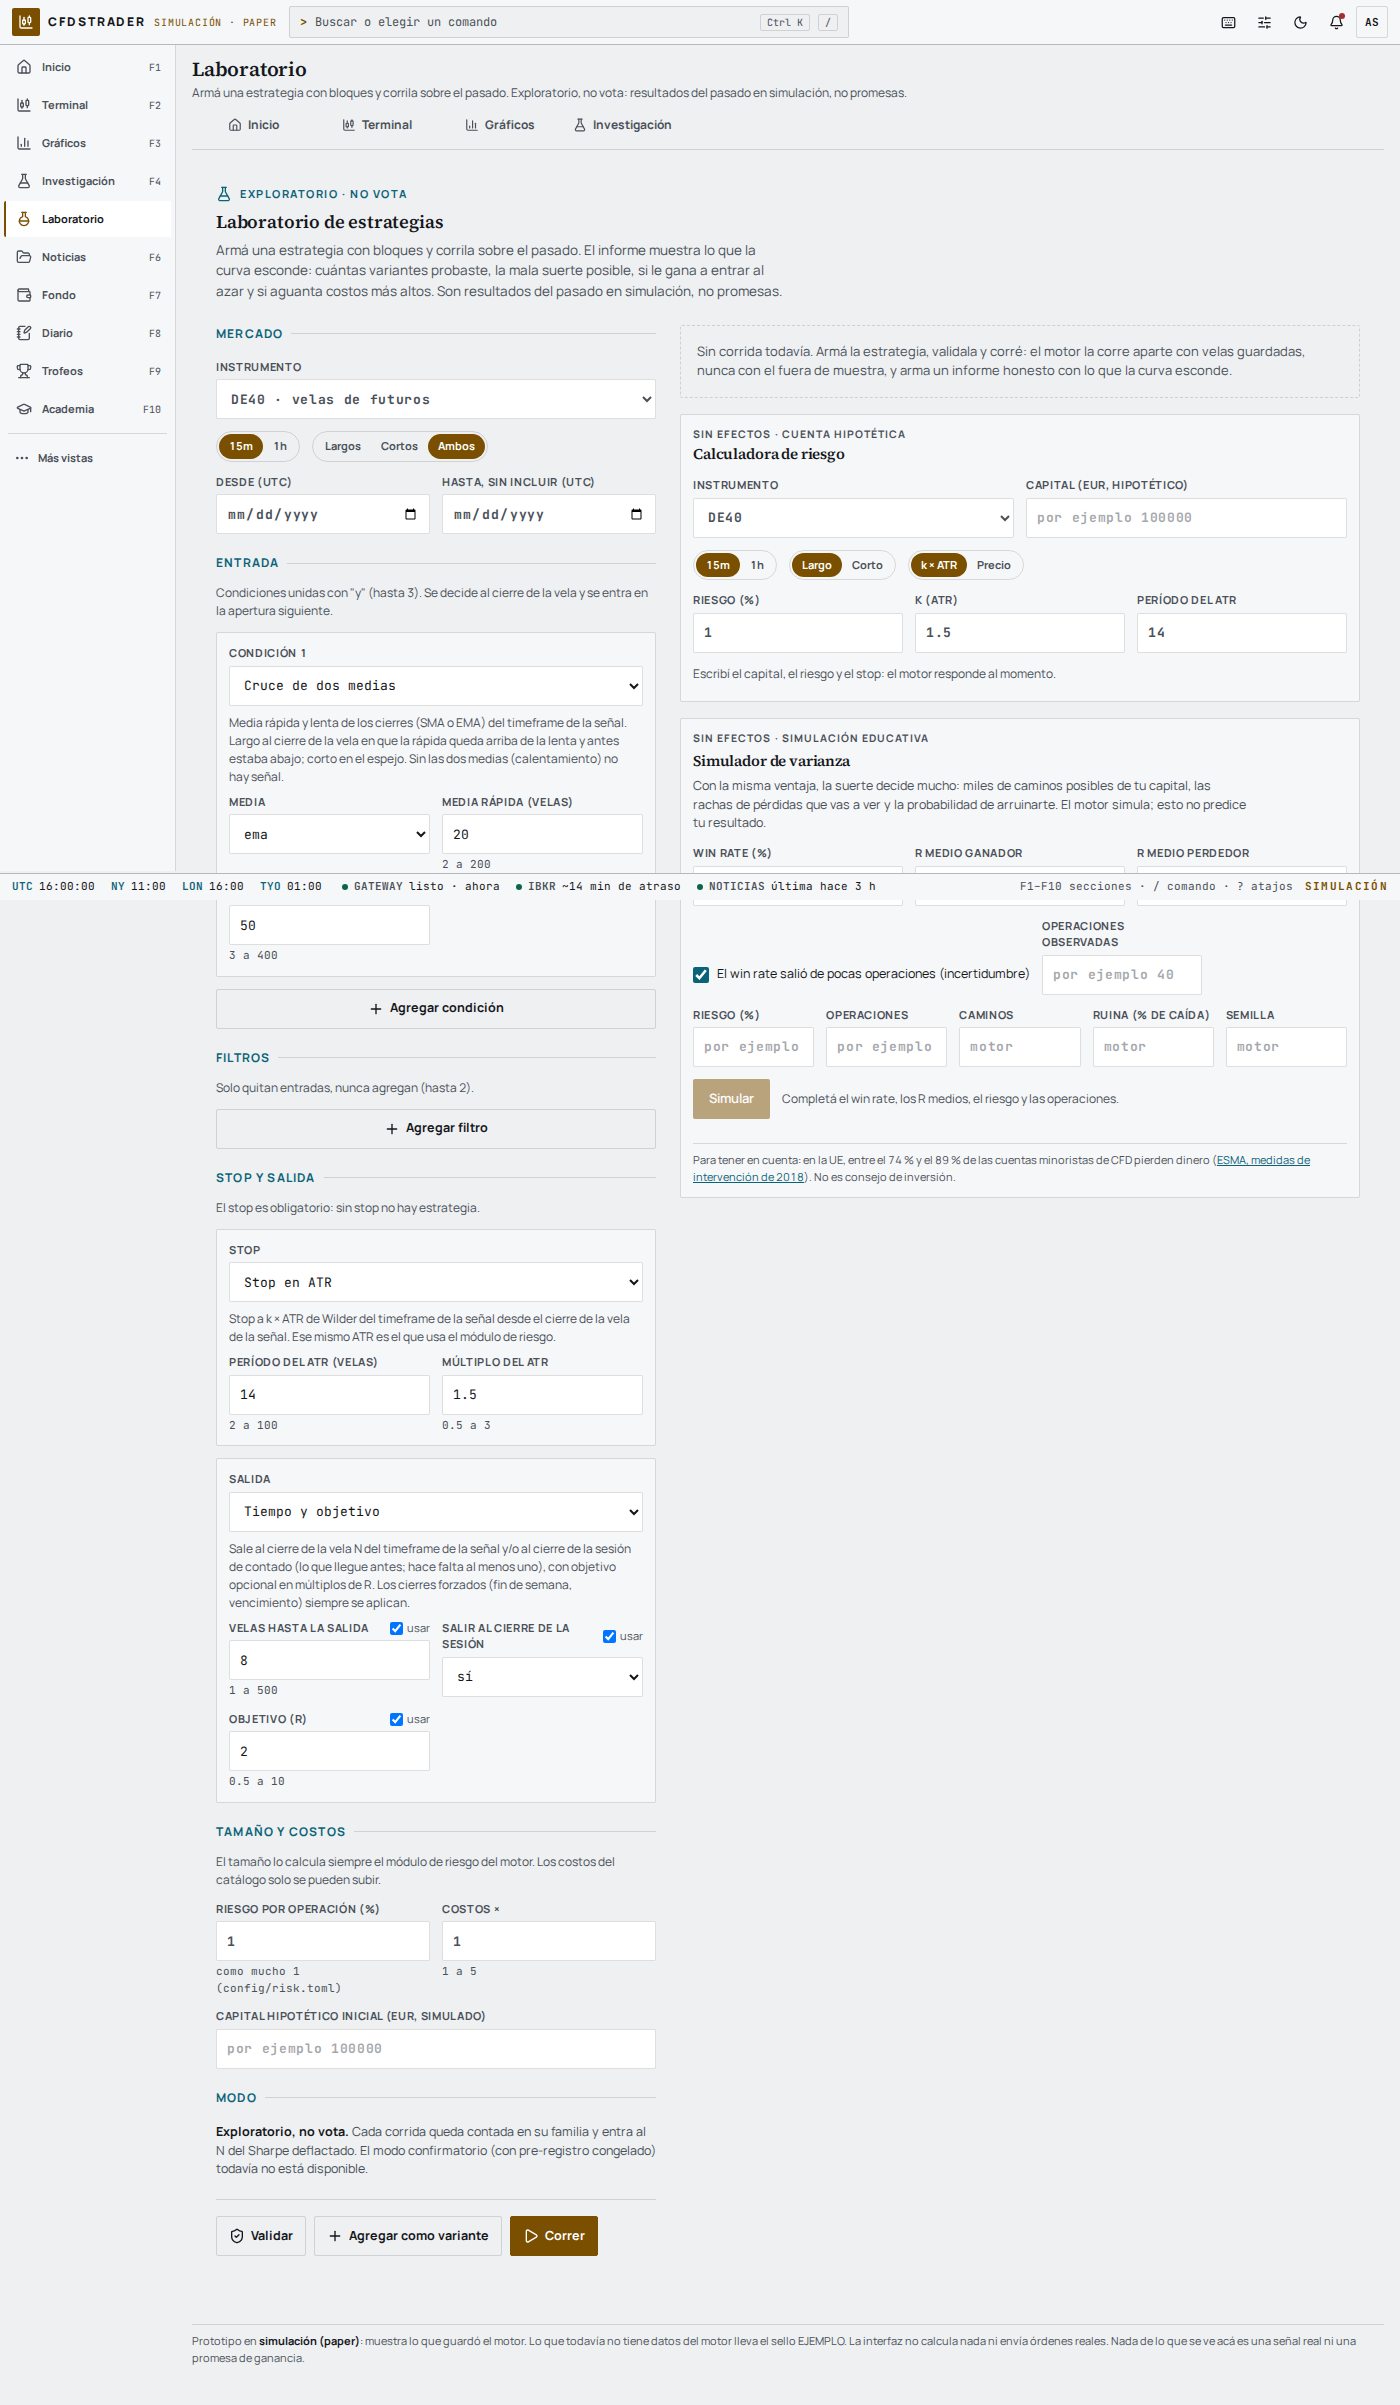 CFDSTRADER SIMULACIÓN · PAPER
> Buscar o elegir un comando Ctrl K /
AS
Inicio F1
Terminal F2
Gráficos F3
Investigación F4
Laboratorio
Noticias F6
Fondo F7
Diario F8
Trofeos F9
Academia F10
Más vistas
Laboratorio
Armá una estrategia con bloques y corrila sobre el pasado. Exploratorio, no vota: resultados del pasado en simulación, no promesas.
Inicio Terminal Gráficos Investigación
EXPLORATORIO · NO VOTA
Laboratorio de estrategias
Armá una estrategia con bloques y corrila sobre el pasado. El informe muestra lo que la
curva esconde: cuántas variantes probaste, la mala suerte posible, si le gana a entrar al
azar y si aguanta costos más altos. Son resultados del pasado en simulación, no promesas.
MERCADO
INSTRUMENTO
DE40 · velas de futuros
15m 1h Largos Cortos Ambos
DESDE (UTC) HASTA, SIN INCLUIR (UTC)
mm/dd/yyyy mm/dd/yyyy
ENTRADA
Condiciones unidas con "y" (hasta 3). Se decide al cierre de la vela y se entra en
la apertura siguiente.
CONDICIÓN 1
Cruce de dos medias
Media rápida y lenta de los cierres (SMA o EMA) del timeframe de la señal.
Largo al cierre de la vela en que la rápida queda arriba de la lenta y antes
estaba abajo; corto en el espejo. Sin las dos medias (calentamiento) no
hay señal.
MEDIA MEDIA RÁPIDA (VELAS)
ema 20
2 a 200
50
3 a 400
Agregar condición
FILTROS
Solo quitan entradas, nunca agregan (hasta 2).
Agregar filtro
STOP Y SALIDA
El stop es obligatorio: sin stop no hay estrategia.
STOP
Stop en ATR
Stop a k × ATR de Wilder del timeframe de la señal desde el cierre de la vela
de la señal. Ese mismo ATR es el que usa el módulo de riesgo.
PERÍODO DEL ATR (VELAS) MÚLTIPLO DEL ATR
14 1.5
2 a 100 0.5 a 3
SALIDA
Tiempo y objetivo
Sale al cierre de la vela N del timeframe de la señal y/o al cierre de la sesión
de contado (lo que llegue antes; hace falta al menos uno), con objetivo
opcional en múltiplos de R. Los cierres forzados (fin de semana,
vencimiento) siempre se aplican.
VELAS HASTA LA SALIDA usar SALIR AL CIERRE DE LA
SESIÓN usar
8 sí
1 a 500
OBJETIVO (R) usar
2
0.5 a 10
TAMAÑO Y COSTOS
El tamaño lo calcula siempre el módulo de riesgo del motor. Los costos del
catálogo solo se pueden subir.
RIESGO POR OPERACIÓN (%) COSTOS ×
1 1
como mucho 1
(config/risk.toml)
1 a 5
CAPITAL HIPOTÉTICO INICIAL (EUR, SIMULADO)
por ejemplo 100000
MODO
Exploratorio, no vota. Cada corrida queda contada en su familia y entra al
N del Sharpe deflactado. El modo confirmatorio (con pre-registro congelado)
todavía no está disponible.
Validar Agregar como variante Correr
Sin corrida todavía. Armá la estrategia, validala y corré: el motor la corre aparte con velas guardadas,
nunca con el fuera de muestra, y arma un informe honesto con lo que la curva esconde.
SIN EFECTOS · CUENTA HIPOTÉTICA
Calculadora de riesgo
INSTRUMENTO CAPITAL (EUR, HIPOTÉTICO)
DE40 por ejemplo 100000
15m 1h Largo Corto k × ATR Precio
RIESGO (%) K (ATR) PERÍODO DEL ATR
1 1.5 14
Escribí el capital, el riesgo y el stop: el motor responde al momento.
SIN EFECTOS · SIMULACIÓN EDUCATIVA
Simulador de varianza
Con la misma ventaja, la suerte decide mucho: miles de caminos posibles de tu capital, las
rachas de pérdidas que vas a ver y la probabilidad de arruinarte. El motor simula; esto no predice
tu resultado.
WIN RATE (%) R MEDIO GANADOR R MEDIO PERDEDOR
OPERACIONES
OBSERVADAS
El win rate salió de pocas operaciones (incertidumbre) por ejemplo 40
RIESGO (%) OPERACIONES CAMINOS RUINA (% DE CAÍDA) SEMILLA
por ejemplo por ejemplo motor motor motor
Simular Completá el win rate, los R medios, el riesgo y las operaciones.
Para tener en cuenta: en la UE, entre el 74 % y el 89 % de las cuentas minoristas de CFD pierden dinero (ESMA, medidas de
intervención de 2018). No es consejo de inversión.
UTC 16:00:00 NY 11:00 LON 16:00 TYO 01:00 GATEWAY listo · ahora IBKR ~14 min de atraso NOTICIAS última hace 3 h F1–F10 secciones · / comando · ? atajos SIMULACIÓN
Prototipo en simulación (paper): muestra lo que guardó el motor. Lo que todavía no tiene datos del motor lleva el sello EJEMPLO. La interfaz no calcula nada ni envía órdenes reales. Nada de lo que se ve acá es una señal real ni una
promesa de ganancia.